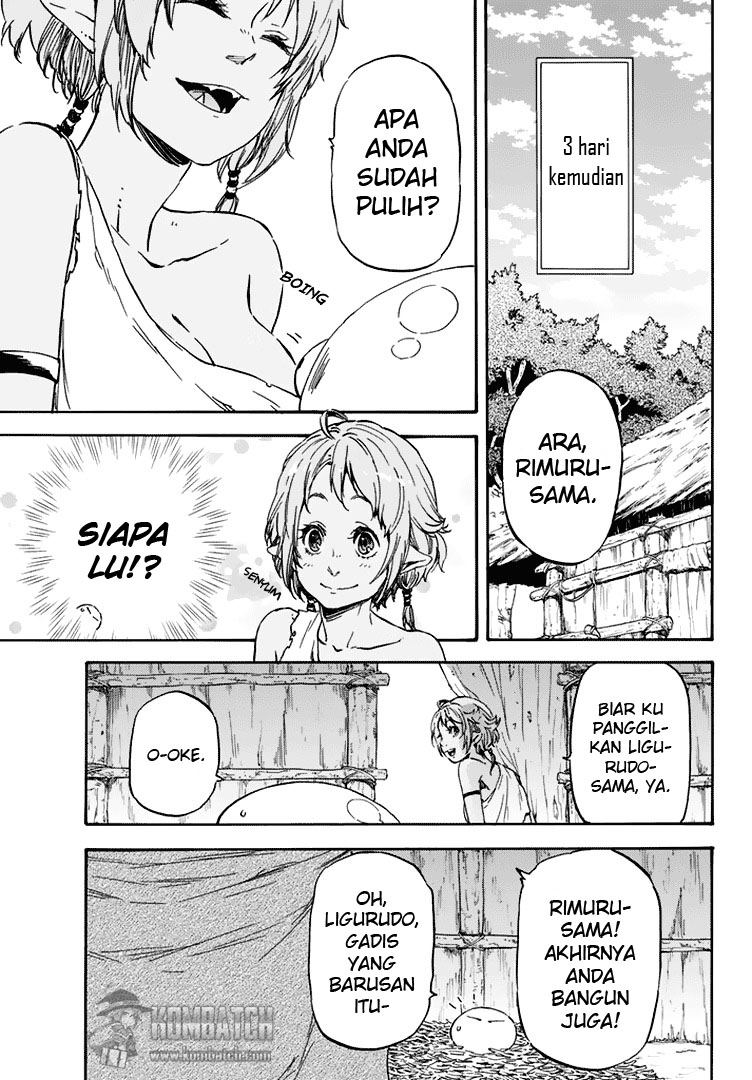 3 hari
kemudian
ARA,
RIMURU-
SAMA.
APA
ANDA
SUDAH
PULIH?
BOING
SENYUM
SIAPA
LU!?
BIAR KU
PANGGIL-
KAN LIGU-
RUDO-
SAMA, YA.
O-OKE.
RIMURU-
SAMA!
AKHIRNYA
ANDA
BANGUN
JUGA!
OH,
LIGURUDO,
GADIS
YANG
BARUSAN
ITU-
KOMBATCH
www.kombatch.com